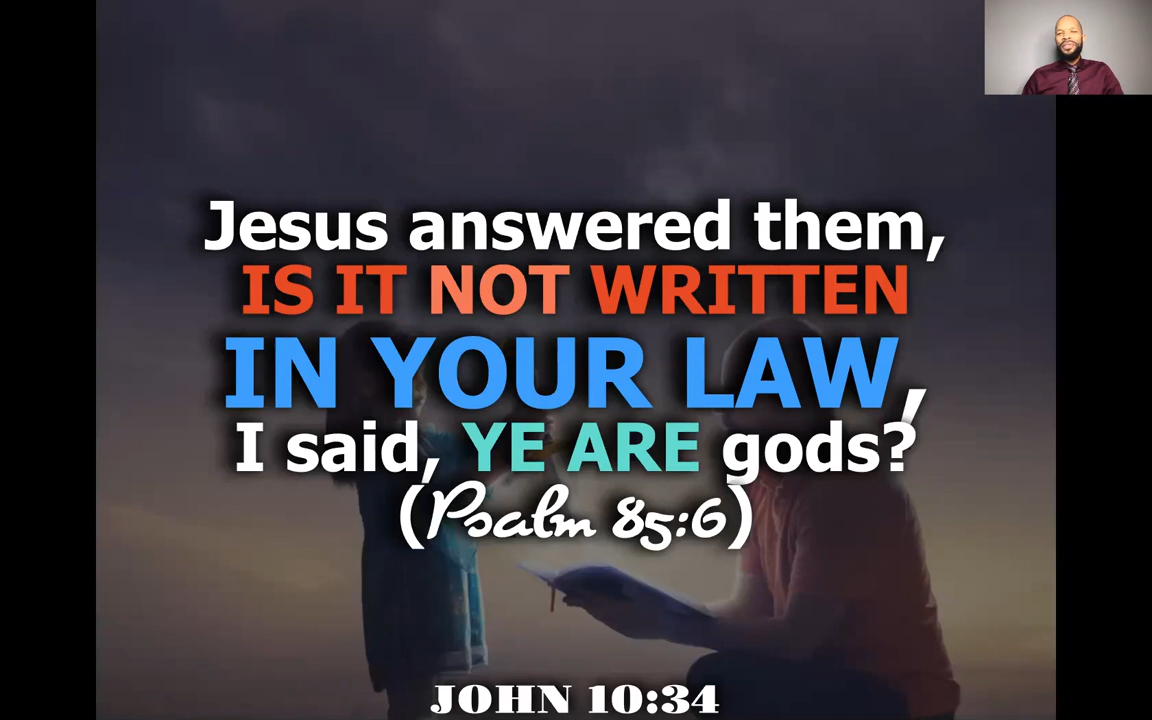 Jesus answered them,
IS IT NOT WRITTEN
IN YOUR LAW,
I said, YE ARE gods?
(Psalm 85:6)
JOHN 10:34